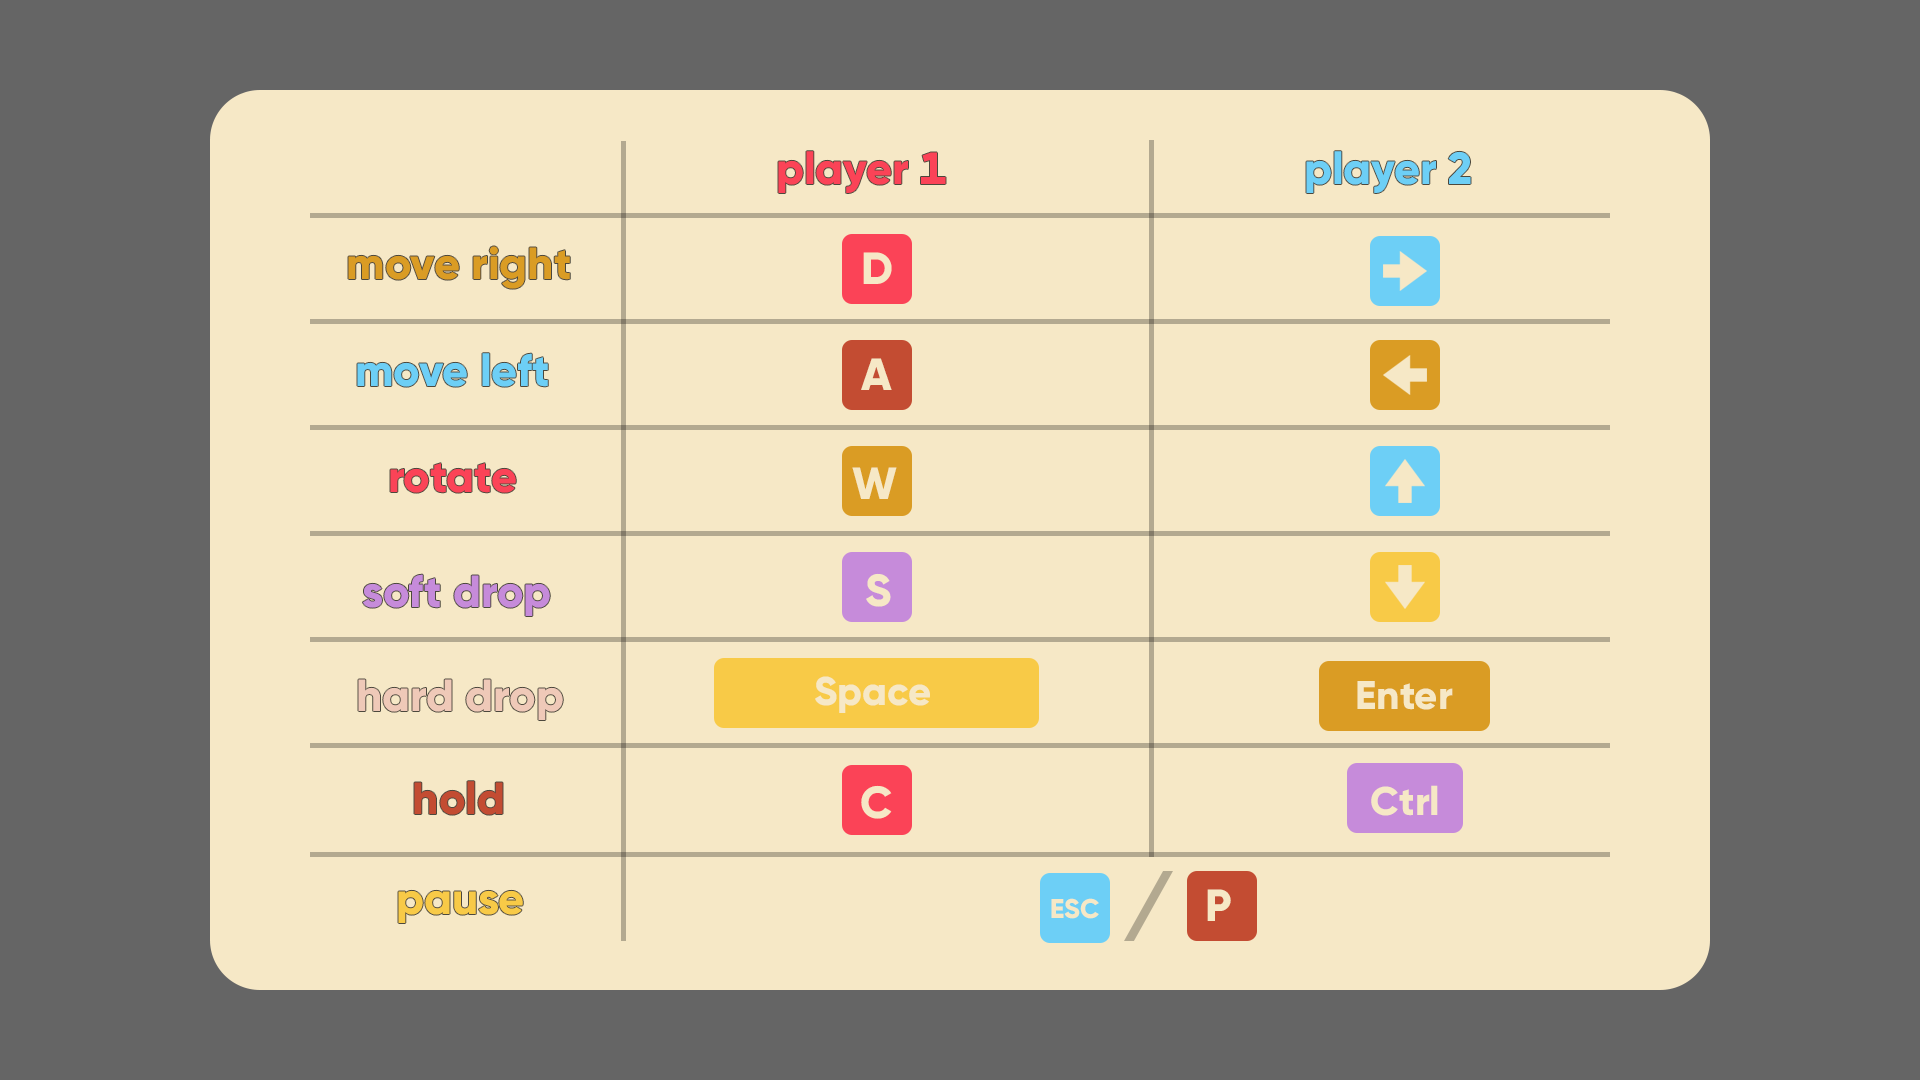 player 1 player 2
move right D
move left A
rotate W
soft drop S
hard drop Space Enter
hold C Ctrl
pause ESC / P